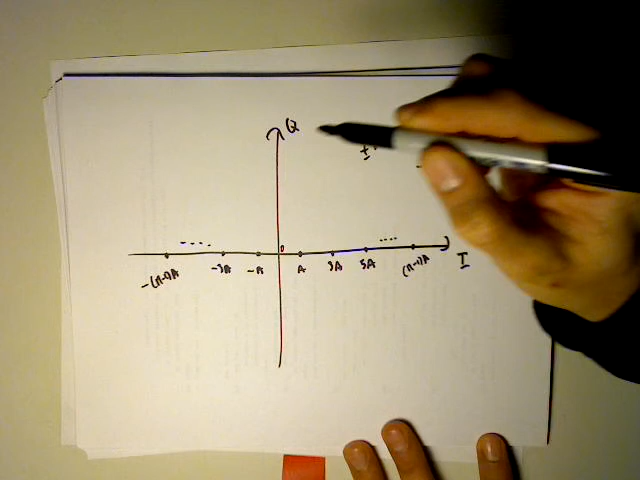 Q
I
....
0
....
-(M-1)A -3A -A A 3A 5A (M-1)A
I